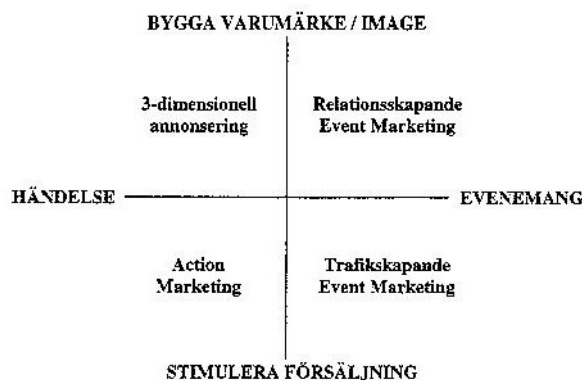 BYGGA VARUMÄRKE / IMAGE
3-dimensionell
annonsering
Relationsskapande
Event Marketing
HÄNDELSE
EVENEMANG
Action
Marketing
Trafikskapande
Event Marketing
STIMULERA FÖRSÄLJNING